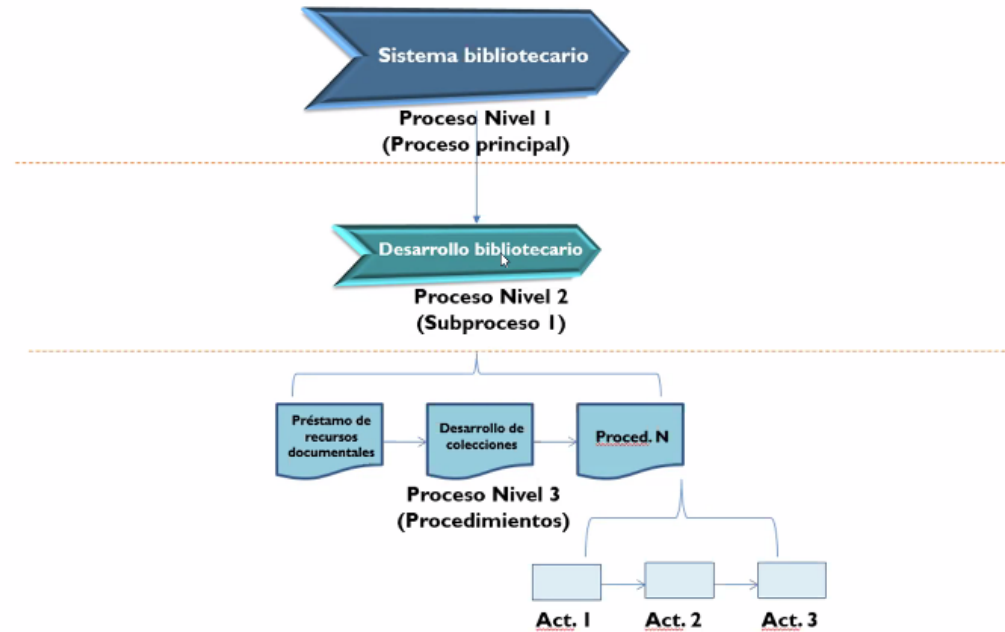 Sistema bibliotecario
Proceso Nivel 1
(Proceso principal)
Desarrollo bibliotecario
Proceso Nivel 2
(Subproceso 1)
Préstamo de
recursos
documentales
Desarrollo de
colecciones
Proced. N
Proceso Nivel 3
(Procedimientos)
Act. 1
Act. 2
Act. 3